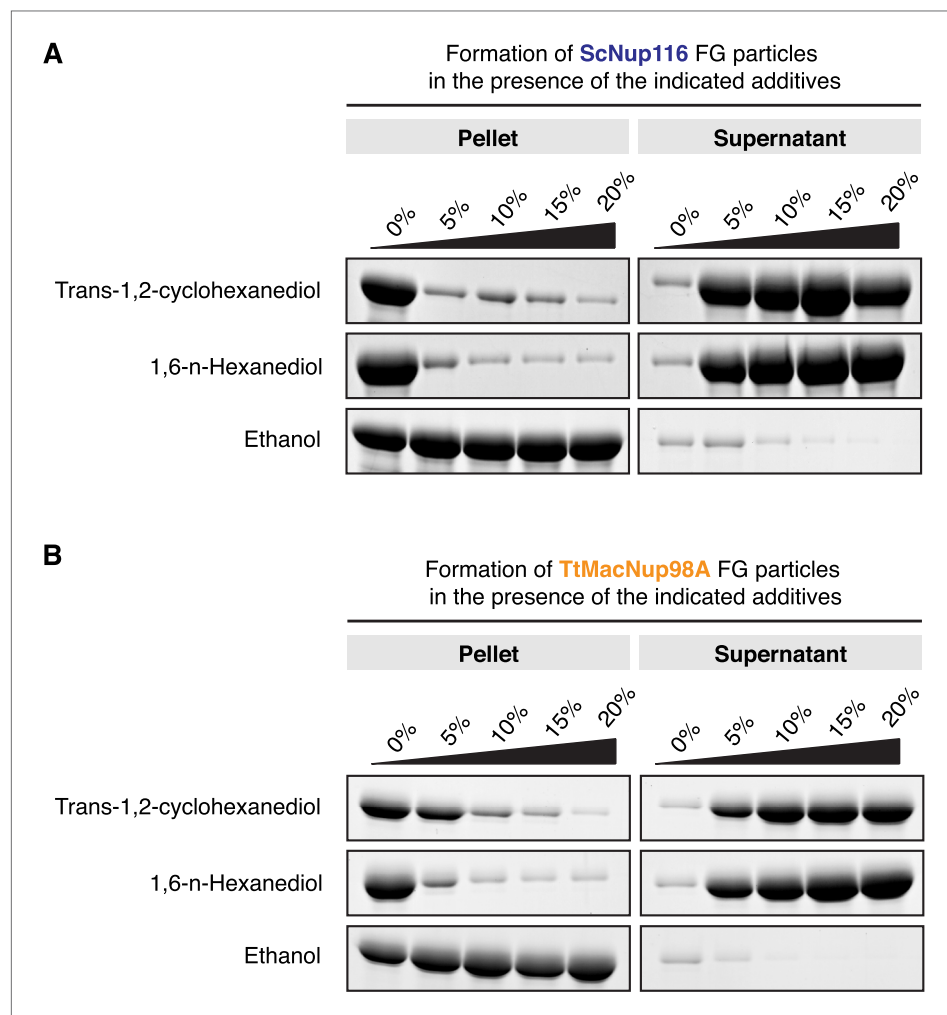 A
Formation of ScNup116 FG particles
in the presence of the indicated additives
Pellet Supernatant
0% 5% 10% 15% 20% 0% 5% 10% 15% 20%
Trans-1,2-cyclohexanediol
1,6-n-Hexanediol
Ethanol
B
Formation of TtMacNup98A FG particles
in the presence of the indicated additives
Pellet Supernatant
0% 5% 10% 15% 20% 0% 5% 10% 15% 20%
Trans-1,2-cyclohexanediol
1,6-n-Hexanediol
Ethanol